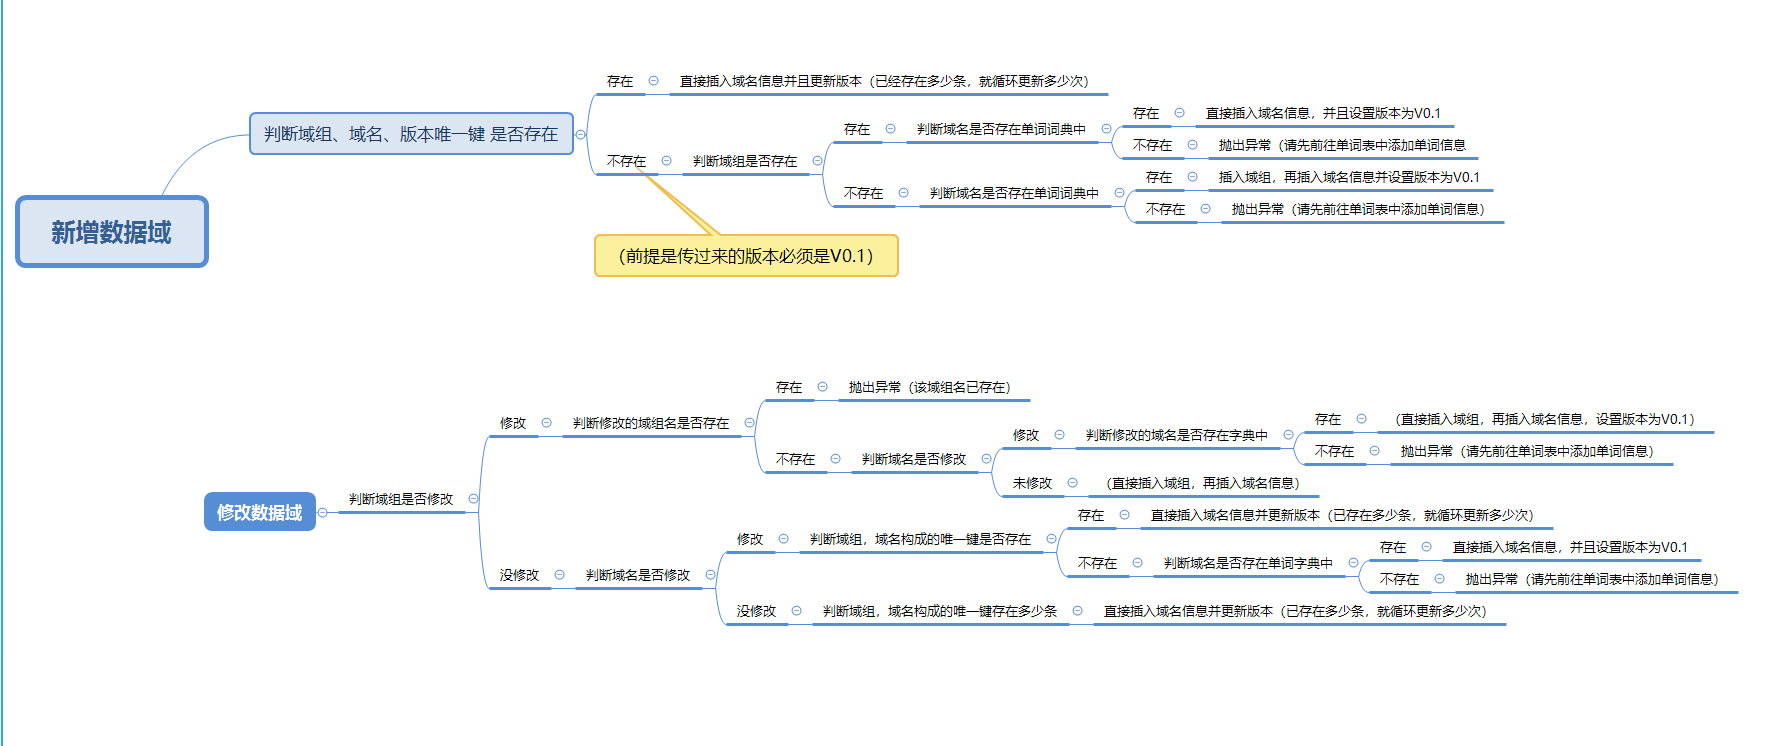 新增数据域
判断域组、域名、版本唯一键 是否存在
存在
直接插入域名信息并且更新版本（已经存在多少条，就循环更新多少次）
不存在
（前提是传过来的版本必须是V0.1）
判断域组是否存在
存在
判断域名是否存在单词词典中
存在
直接插入域名信息，并且设置版本为V0.1
不存在
抛出异常（请先前往单词表中添加单词信息
不存在
判断域名是否存在单词词典中
存在
插入域组，再插入域名信息并设置版本为V0.1
不存在
抛出异常（请先前往单词表中添加单词信息）
修改数据域
判断域组是否修改
修改
判断修改的域组名是否存在
存在
抛出异常（该域组名已存在）
不存在
判断域名是否修改
修改
判断修改的域名是否存在字典中
存在
（直接插入域组，再插入域名信息，设置版本为V0.1）
不存在
抛出异常（请先前往单词表中添加单词信息）
未修改
（直接插入域组，再插入域名信息）
没修改
判断域名是否修改
修改
判断域组，域名构成的唯一键是否存在
存在
直接插入域名信息并更新版本（已存在多少条，就循环更新多少次）
不存在
判断域名是否存在单词字典中
存在
直接插入域名信息，并且设置版本为V0.1
不存在
抛出异常（请先前往单词表中添加单词信息）
没修改
判断域组，域名构成的唯一键存在多少条
直接插入域名信息并更新版本（已存在多少条，就循环更新多少次）